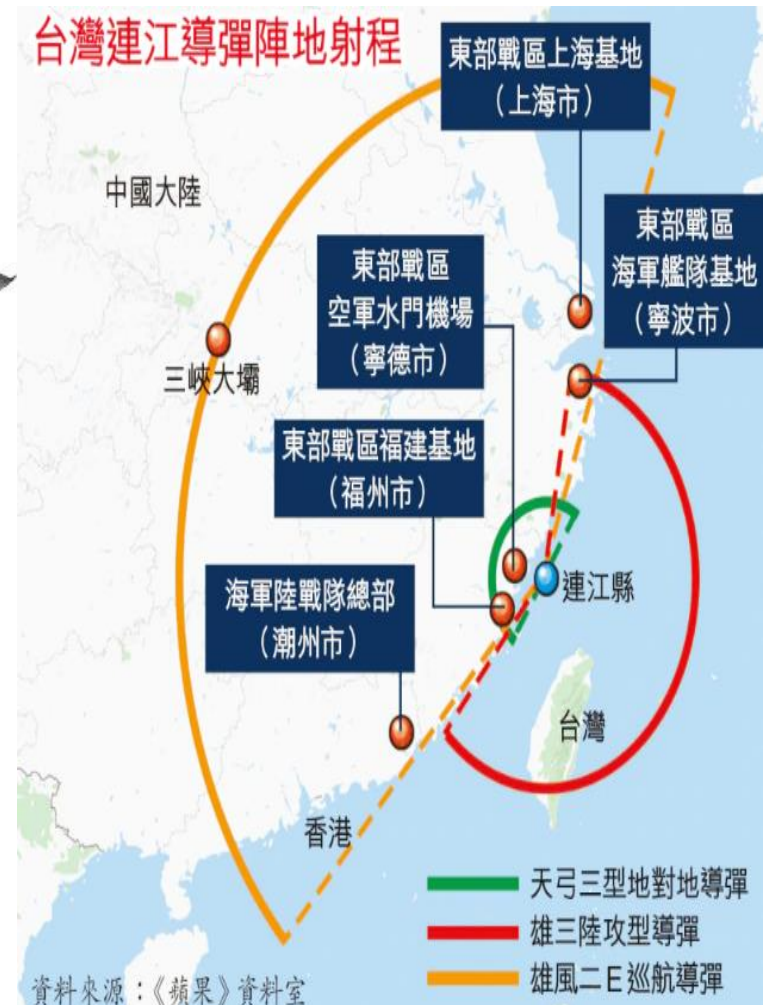 台灣連江導彈陣地射程
東部戰區上海基地
（上海市）
中國大陸
東部戰區
海軍艦隊基地
（寧波市）
東部戰區
空軍水門機場
（寧德市）
三峽大壩
東部戰區福建基地
（福州市）
連江縣
海軍陸戰隊總部
（潮州市）
台灣
香港
天弓三型地對地導彈
雄三陸攻型導彈
雄風二E巡航導彈
資料來源：《蘋果》資料室